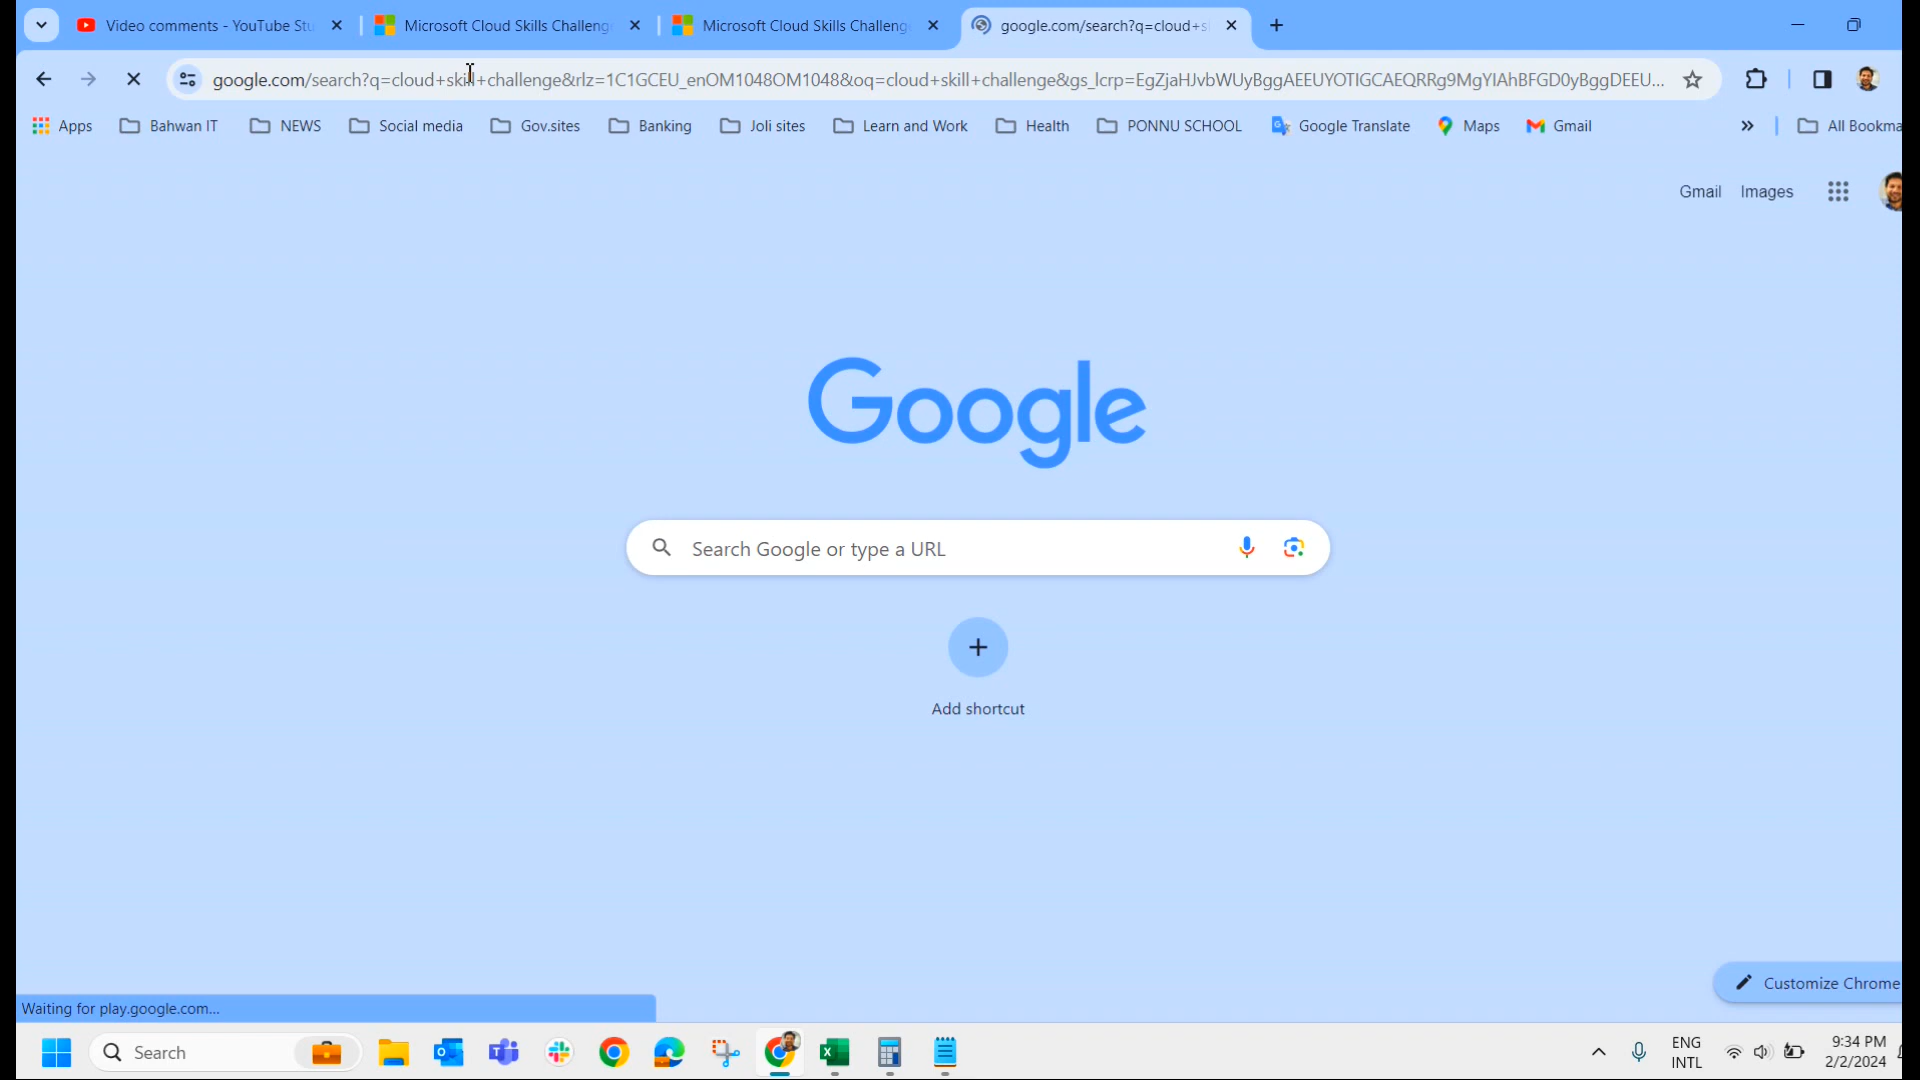 Video comments - YouTube Stu
Microsoft Cloud Skills Challeng
Microsoft Cloud Skills Challeng
google.com/search?q=cloud+s
google.com/search?q=cloud+skill+challenge&rlz=1C1GCEU_enOM1048OM1048&oq=cloud+skill+challenge&gs_lcrp=EgZjaHJvbWUyBggAEEUYOTIGCAEQRRg9MgYIAhBFGD0yBggDEEU...
Apps
Bahwan IT
NEWS
Social media
Gov.sites
Banking
Joli sites
Learn and Work
Health
PONNU SCHOOL
Google Translate
Maps
Gmail
All Bookma
Gmail
Images
Google
Search Google or type a URL
Add shortcut
Customize Chrome
Waiting for play.google.com...
Search
ENG
INTL
9:34 PM
2/2/2024